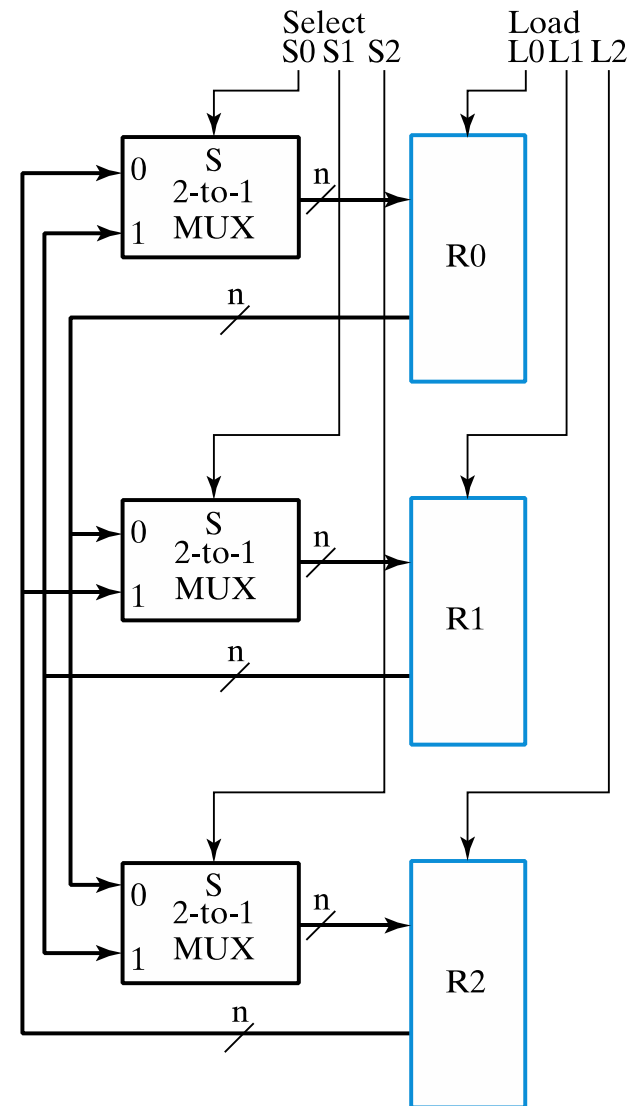 Select
S0 S1 S2
Load
L0 L1 L2
0
S
2-to-1
MUX
1
n
R0
n
0
S
2-to-1
MUX
1
n
R1
n
0
S
2-to-1
MUX
1
n
R2
n